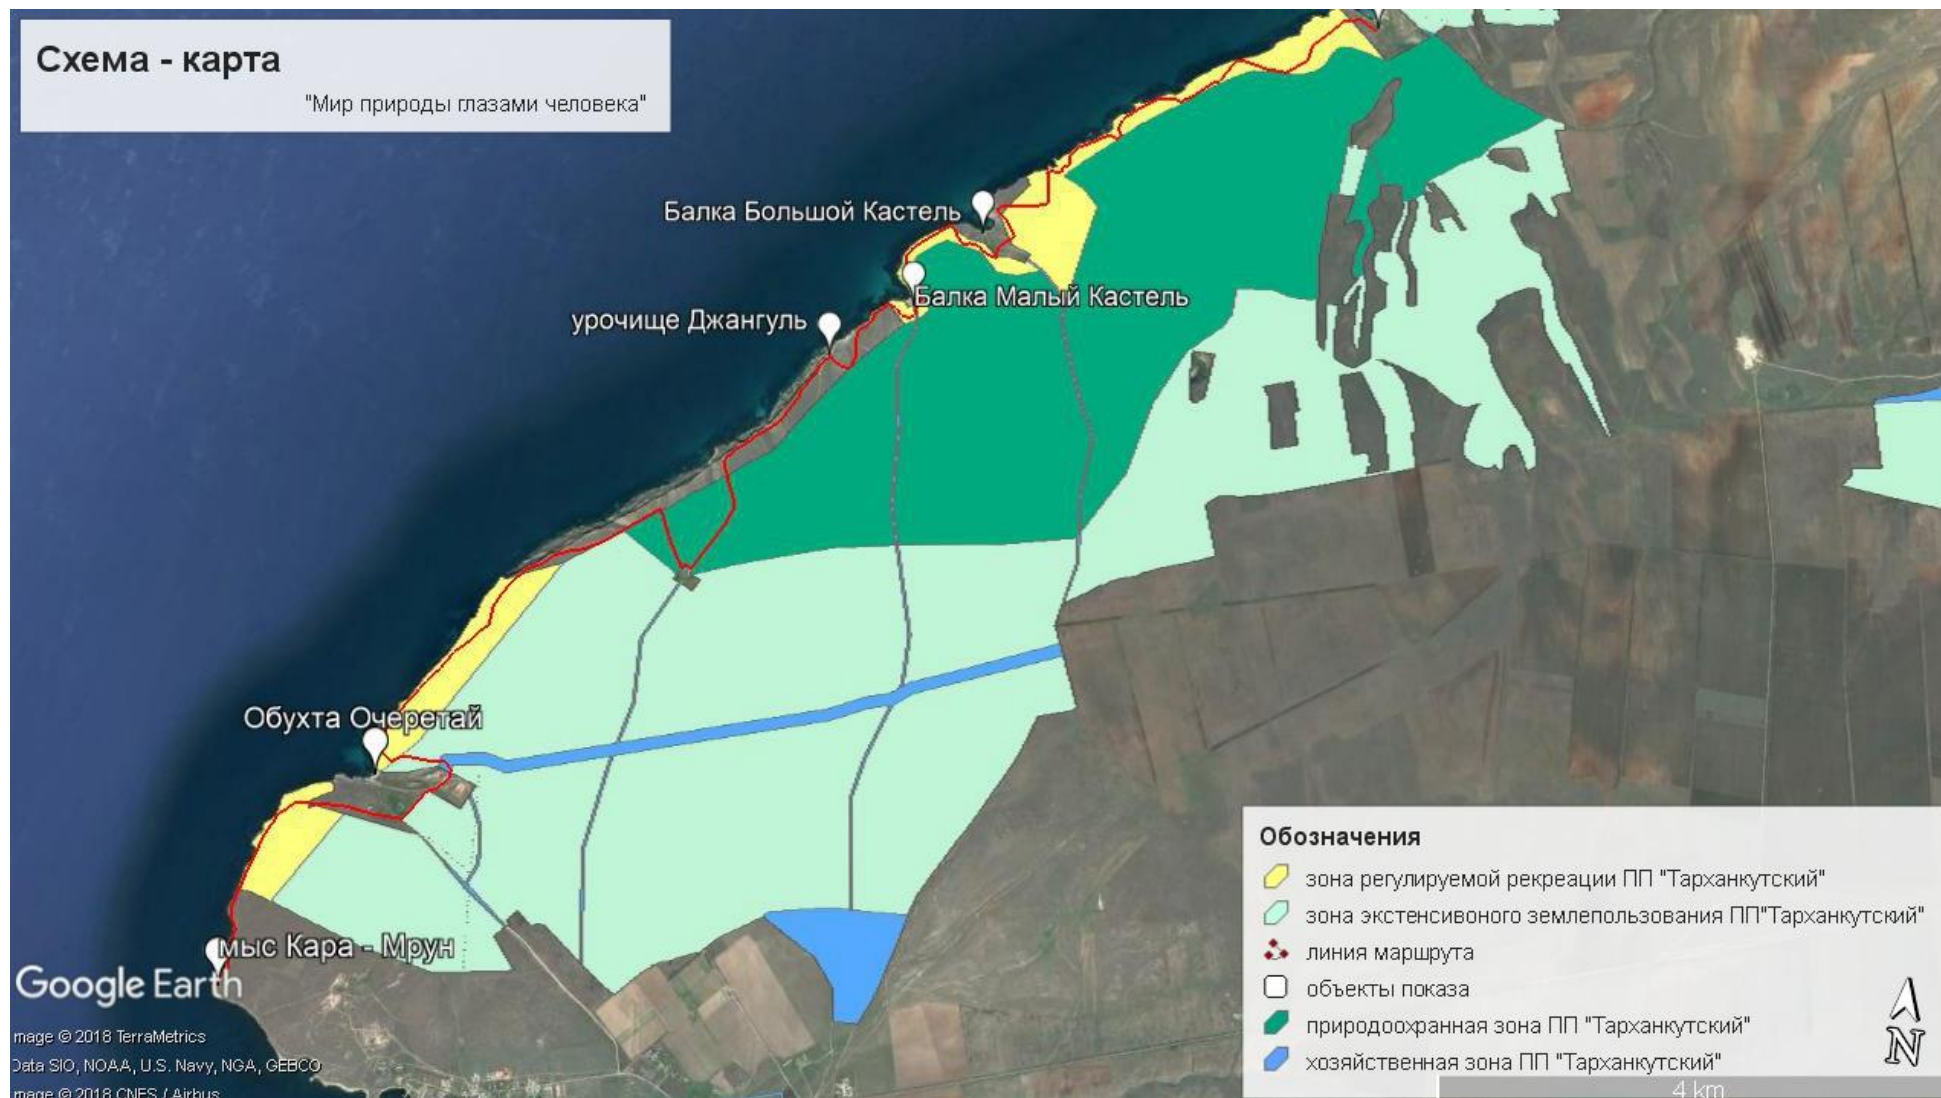 Схема - карта
"Мир природы глазами человека"
Балка Большой Кастель
Балка Малый Кастель
урочище Джангуль
Обухта Очеретай
мыс Кара - Мрун
Google Earth
mage © 2018 TerraMetrics
Data SIO, NOAA, U.S. Navy, NGA, GEBCO
mage © 2018 CNES / Airbus
Обозначения
зона регулируемой рекреации ПП "Тарханкутский"
зона экстенсивоного землепользования ПП"Тарханкутский"
линия маршрута
объекты показа
природоохранная зона ПП "Тарханкутский"
хозяйственная зона ПП "Тарханкутский"
N
4 km